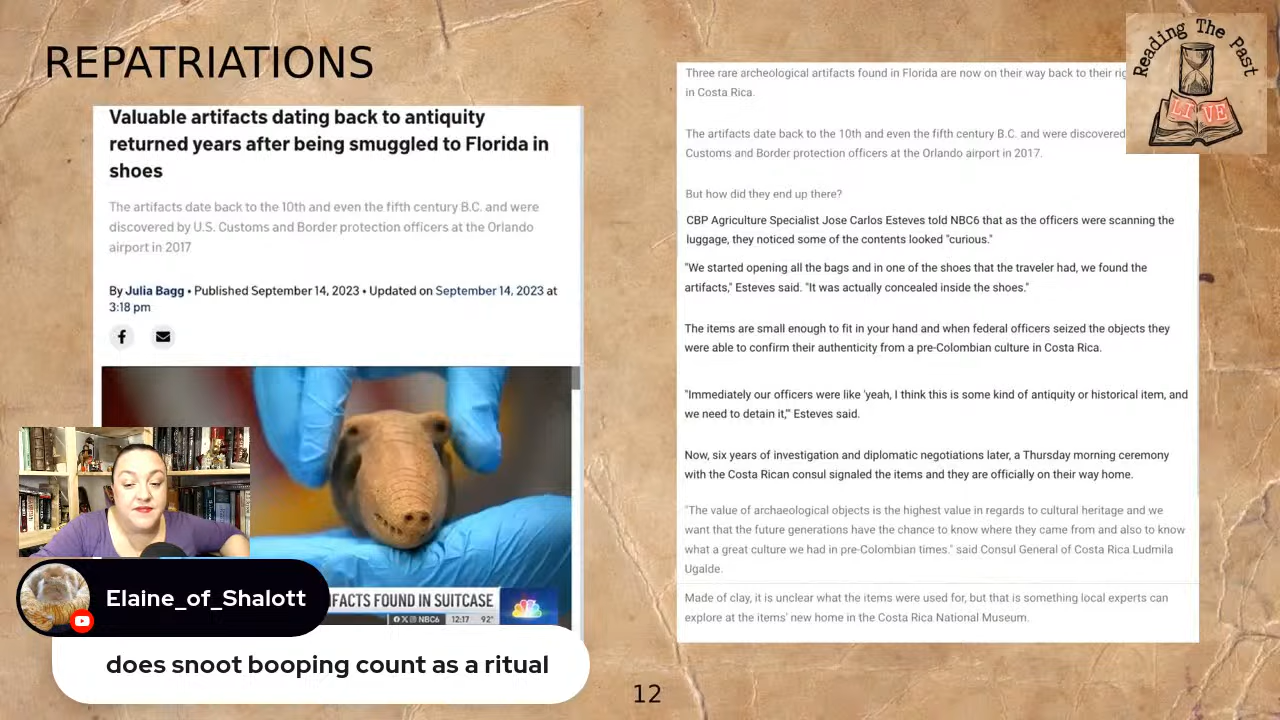 REPATRIATIONS
Valuable artifacts dating back to antiquity
returned years after being smuggled to Florida in
shoes
The artifacts date back to the 10th and even the fifth century B.C. and were
discovered by U.S. Customs and Border protection officers at the Orlando
airport in 2017
By Julia Bagg • Published September 14, 2023 • Updated on September 14, 2023 at
3:18 pm
IFACTS FOUND IN SUITCASE
NBC6 12:17 92°
Elaine_of_Shalott
does snoot booping count as a ritual
Three rare archeological artifacts found in Florida are now on their way back to their
in Costa Rica.
The artifacts date back to the 10th and even the fifth century B.C. and were discovered
Customs and Border protection officers at the Orlando airport in 2017.
But how did they end up there?
CBP Agriculture Specialist Jose Carlos Esteves told NBC6 that as the officers were scanning the
luggage, they noticed some of the contents looked "curious."
"We started opening all the bags and in one of the shoes that the traveler had, we found the
artifacts," Esteves said. "It was actually concealed inside the shoes."
The items are small enough to fit in your hand and when federal officers seized the objects they
were able to confirm their authenticity from a pre-Colombian culture in Costa Rica.
"Immediately our officers were like 'yeah, I think this is some kind of antiquity or historical item, and
we need to detain it,'" Esteves said.
Now, six years of investigation and diplomatic negotiations later, a Thursday morning ceremony
with the Costa Rican consul signaled the items and they are officially on their way home.
"The value of archaeological objects is the highest value in regards to cultural heritage and we
want that the future generations have the chance to know where they came from and also to know
what a great culture we had in pre-Colombian times." said Consul General of Costa Rica Ludmila
Ugalde.
Made of clay, it is unclear what the items were used for, but that is something local experts can
explore at the items' new home in the Costa Rica National Museum.
Reading The Past
LIVE
12